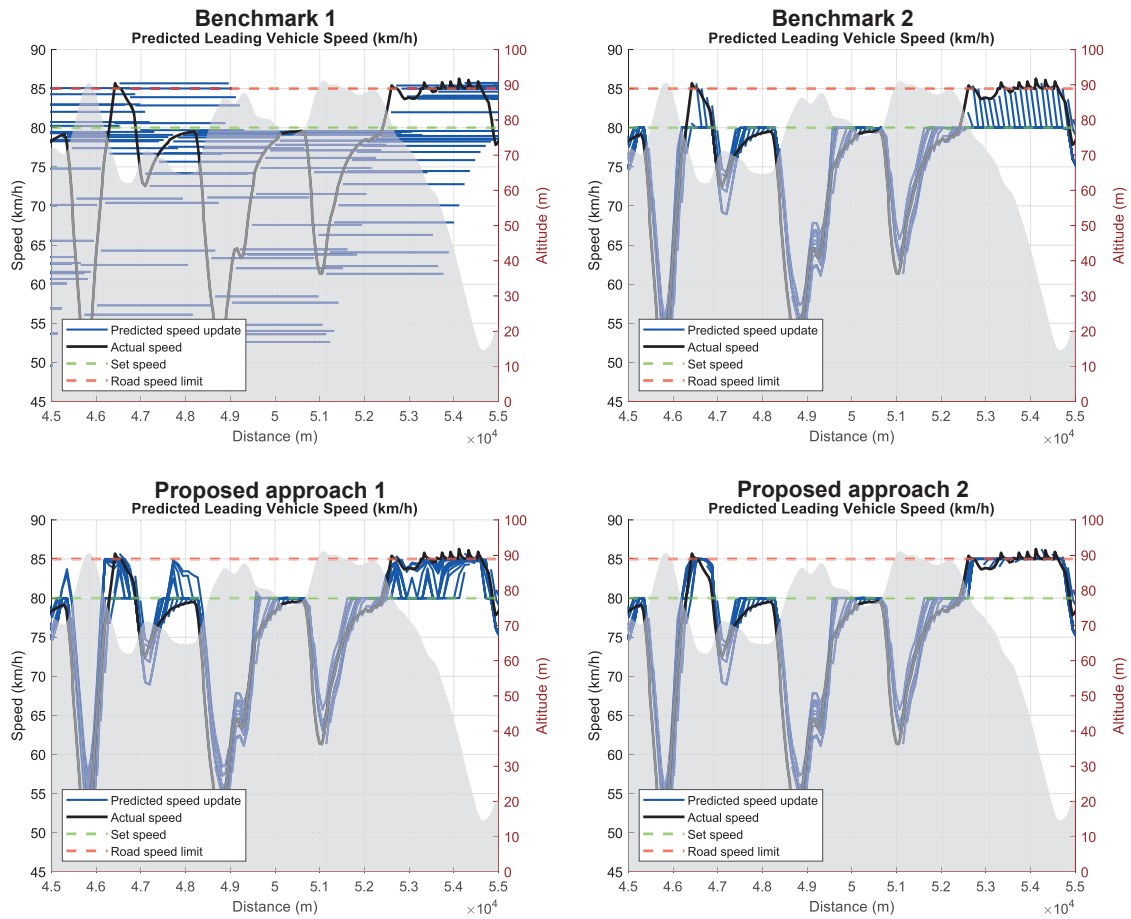 Benchmark 1
Predicted Leading Vehicle Speed (km/h)
90
85
80
75
70
65
60
55
50
45
Speed (km/h)
100
90
80
70
60
50
40
30
20
10
0
Altitude (m)
Predicted speed update
Actual speed
Set speed
Road speed limit
4.5 4.6 4.7 4.8 4.9 5 5.1 5.2 5.3 5.4 5.5
Distance (m)
×10⁴
Benchmark 2
Predicted Leading Vehicle Speed (km/h)
90
85
80
75
70
65
60
55
50
45
Speed (km/h)
100
90
80
70
60
50
40
30
20
10
0
Altitude (m)
Predicted speed update
Actual speed
Set speed
Road speed limit
4.5 4.6 4.7 4.8 4.9 5 5.1 5.2 5.3 5.4 5.5
Distance (m)
×10⁴
Proposed approach 1
Predicted Leading Vehicle Speed (km/h)
90
85
80
75
70
65
60
55
50
45
Speed (km/h)
100
90
80
70
60
50
40
30
20
10
0
Altitude (m)
Predicted speed update
Actual speed
Set speed
Road speed limit
4.5 4.6 4.7 4.8 4.9 5 5.1 5.2 5.3 5.4 5.5
Distance (m)
×10⁴
Proposed approach 2
Predicted Leading Vehicle Speed (km/h)
90
85
80
75
70
65
60
55
50
45
Speed (km/h)
100
90
80
70
60
50
40
30
20
10
0
Altitude (m)
Predicted speed update
Actual speed
Set speed
Road speed limit
4.5 4.6 4.7 4.8 4.9 5 5.1 5.2 5.3 5.4 5.5
Distance (m)
×10⁴